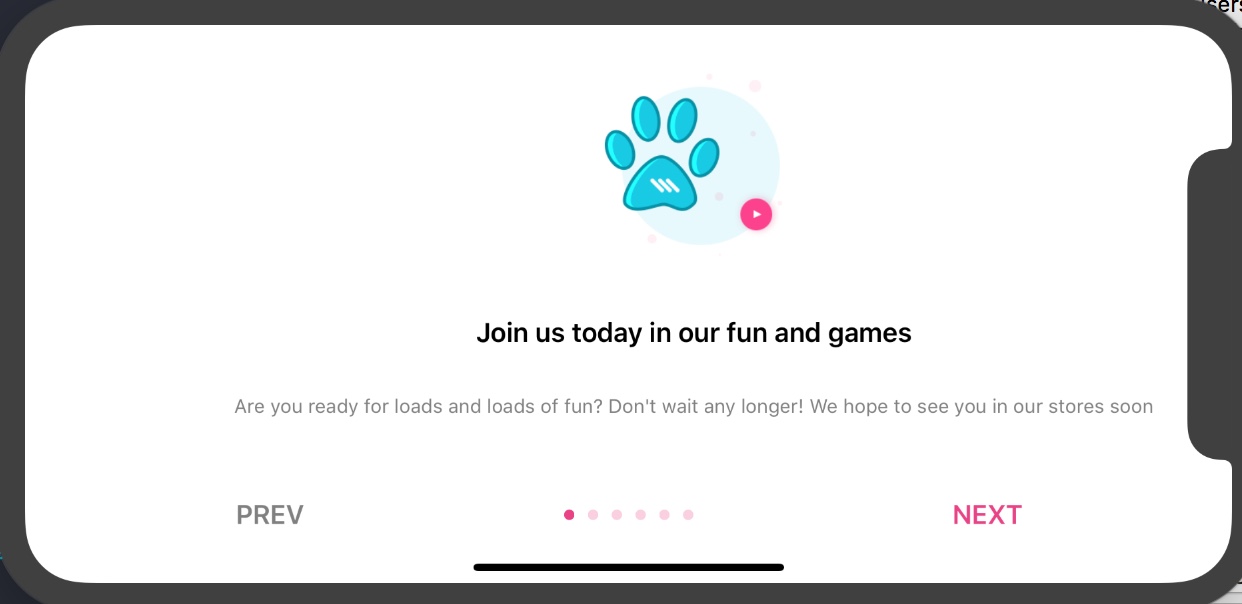 Join us today in our fun and games
Are you ready for loads and loads of fun? Don't wait any longer! We hope to see you in our stores soon
PREV
NEXT